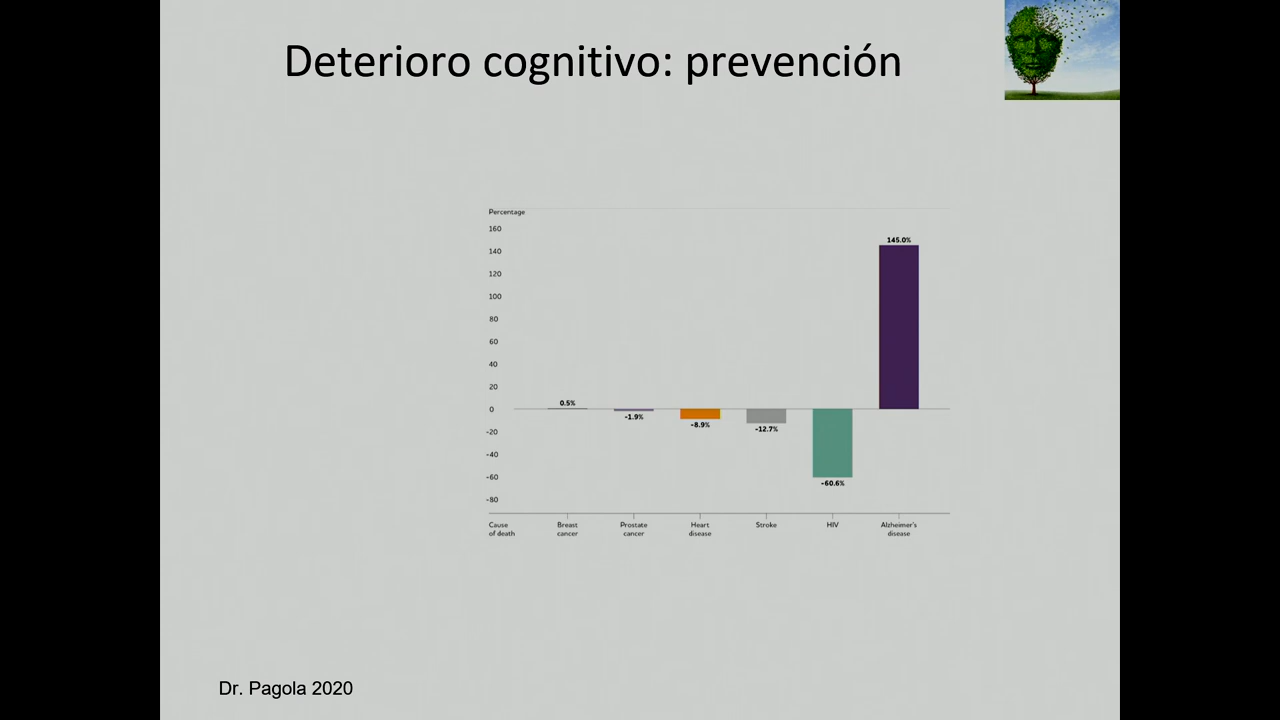 Deterioro cognitivo: prevención
Percentage
160
140
120
100
80
60
40
20
0
-20
-40
-60
-80
0.5%
-1.9%
-8.9%
-12.7%
-60.6%
145.0%
Cause
of death
Breast
cancer
Prostate
cancer
Heart
disease
Stroke
HIV
Alzheimer's
disease
Dr. Pagola 2020